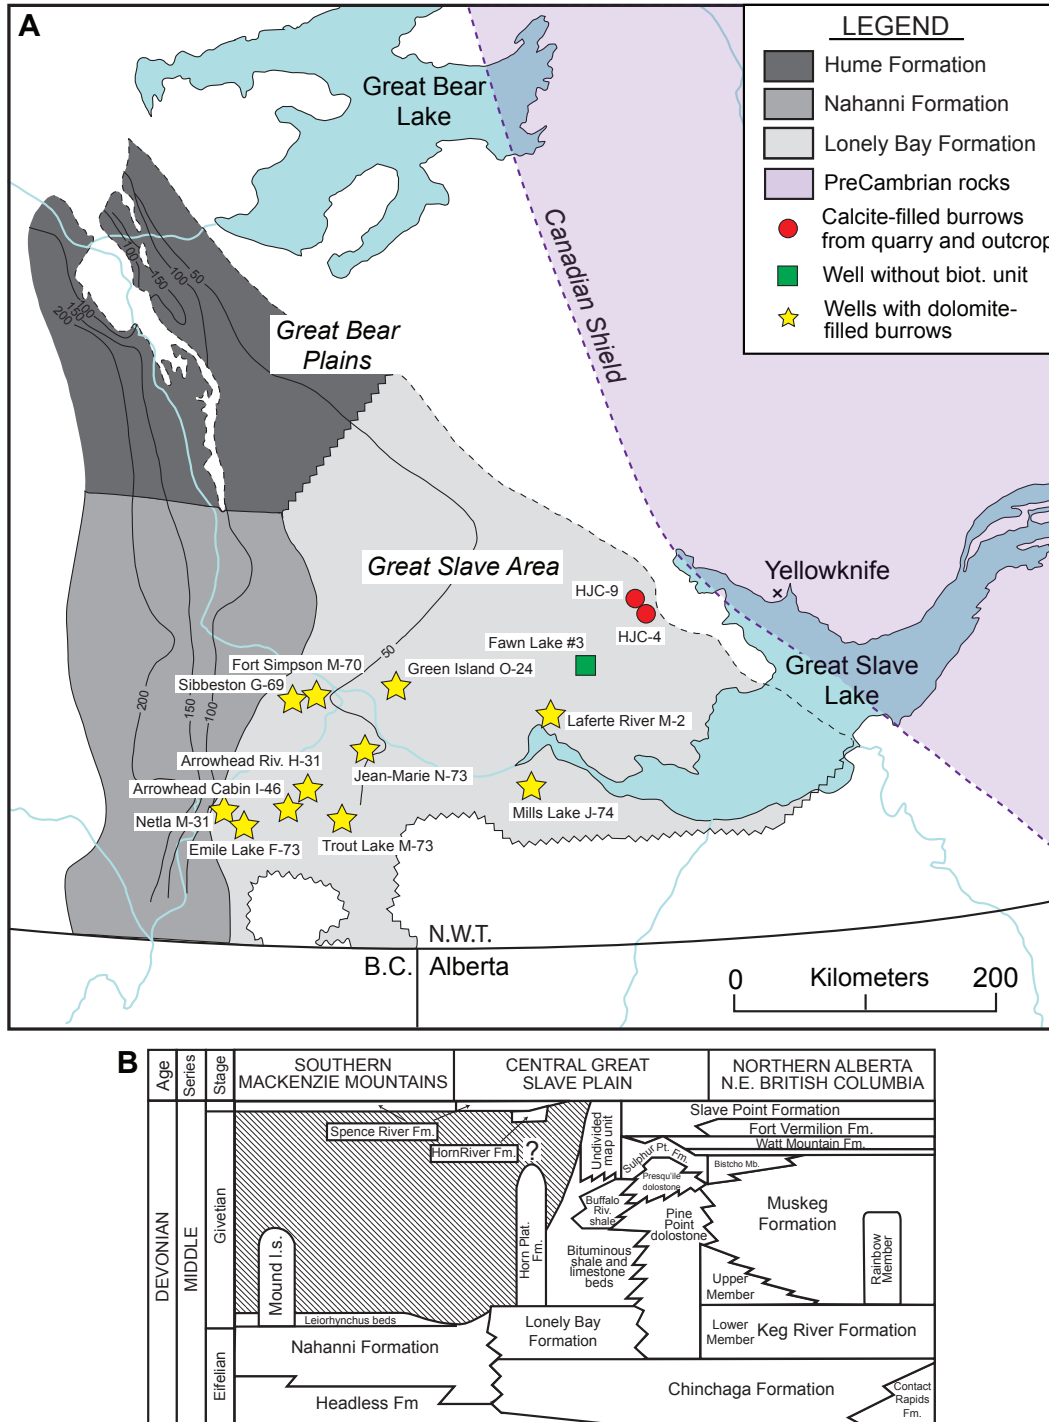 A
LEGEND
Hume Formation
Nahanni Formation
Lonely Bay Formation
PreCambrian rocks
Calcite-filled burrows
from quarry and outcrop
Well without biot. unit
Wells with dolomite-
filled burrows
Great Bear
Lake
Canadian Shield
Great Bear
Plains
50
100
150
100
100
150
200
Great Slave Area
Yellowknife
×
HJC-9
HJC-4
Fawn Lake #3
Great Slave
Lake
50
Fort Simpson M-70
Green Island O-24
Sibbeston G-69
200
150
100
Laferte River M-2
Arrowhead Riv. H-31
Jean-Marie N-73
Arrowhead Cabin I-46
Mills Lake J-74
Netla M-31
Emile Lake F-73
Trout Lake M-73
N.W.T.
B.C.
Alberta
0 Kilometers 200
B
Age
Series
Stage
SOUTHERN
MACKENZIE MOUNTAINS
CENTRAL GREAT
SLAVE PLAIN
NORTHERN ALBERTA
N.E. BRITISH COLUMBIA
DEVONIAN
MIDDLE
Givetian
Eifelian
Spence River Fm.
HornRiver Fm.
?
Undivided
map unit
Slave Point Formation
Fort Vermilion Fm.
Watt Mountain Fm.
Sulphur Pt. Fm.
Bistcho Mb.
Presqu'ile
dolostone
Buffalo
Riv.
shale
Pine
Point
dolostone
Muskeg
Formation
Mound l.s.
Horn Plat.
Fm.
Bituminous
shale and
limestone
beds
Rainbow
Member
Upper
Member
Leiorhynchus beds
Lonely Bay
Formation
Lower
Member
Keg River Formation
Nahanni Formation
Headless Fm
Chinchaga Formation
Contact
Rapids
Fm.